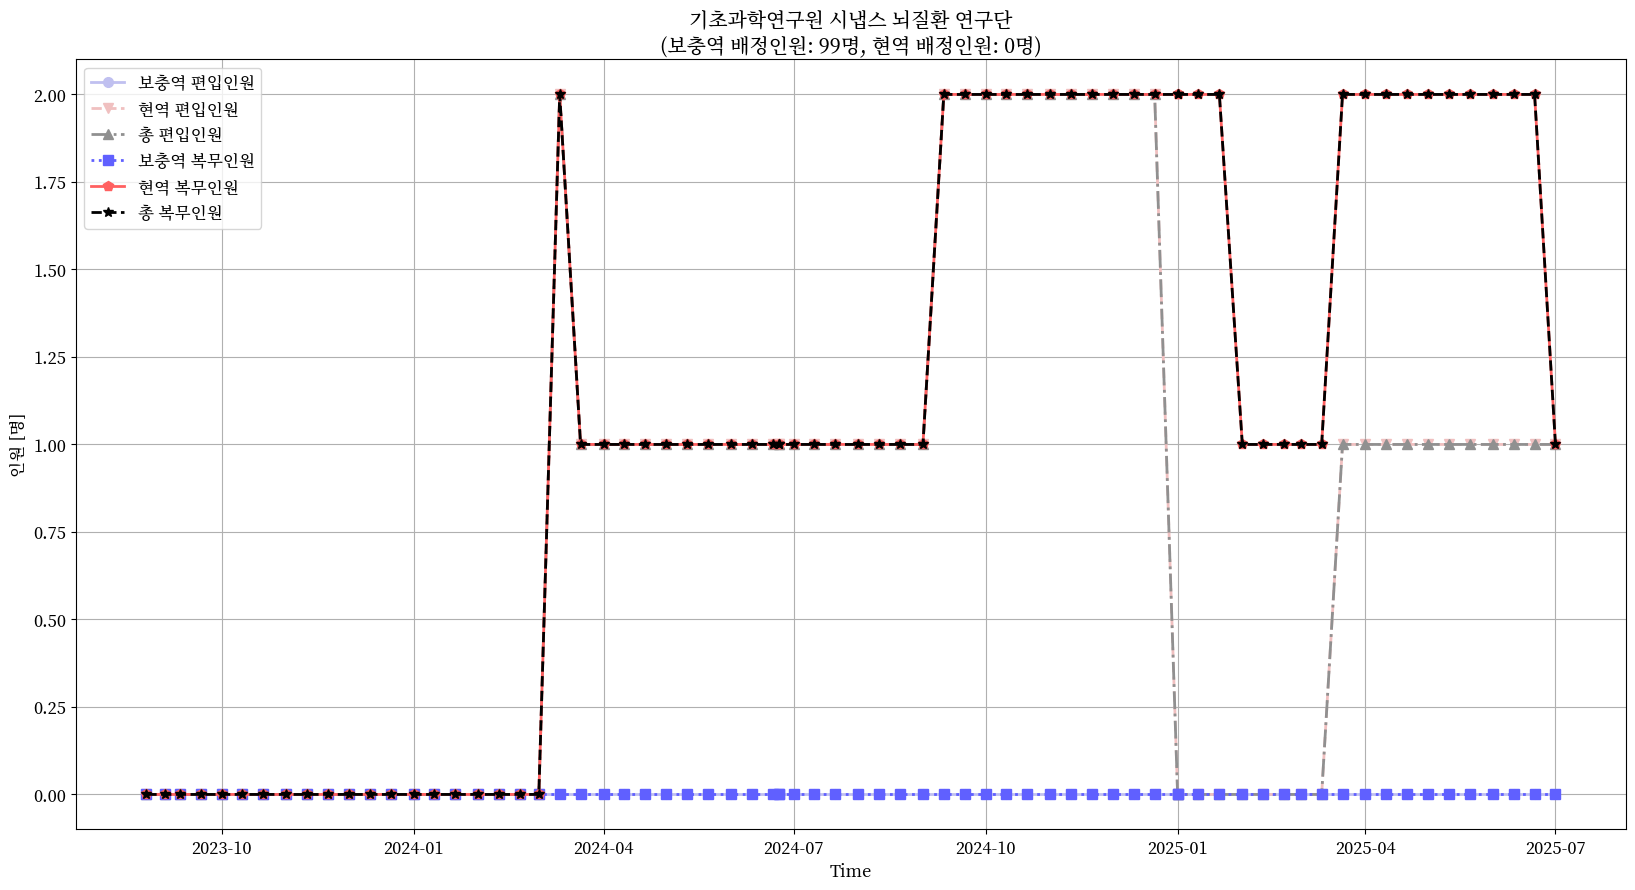 기초과학연구원 시냅스 뇌질환 연구단
(보충역 배정인원: 99명, 현역 배정인원: 0명)
보충역 편입인원
현역 편입인원
총 편입인원
보충역 복무인원
현역 복무인원
총 복무인원
2.00
1.75
1.50
1.25
1.00
0.75
0.50
0.25
0.00
인원 [명]
2023-10 2024-01 2024-04 2024-07 2024-10 2025-01 2025-04 2025-07
Time